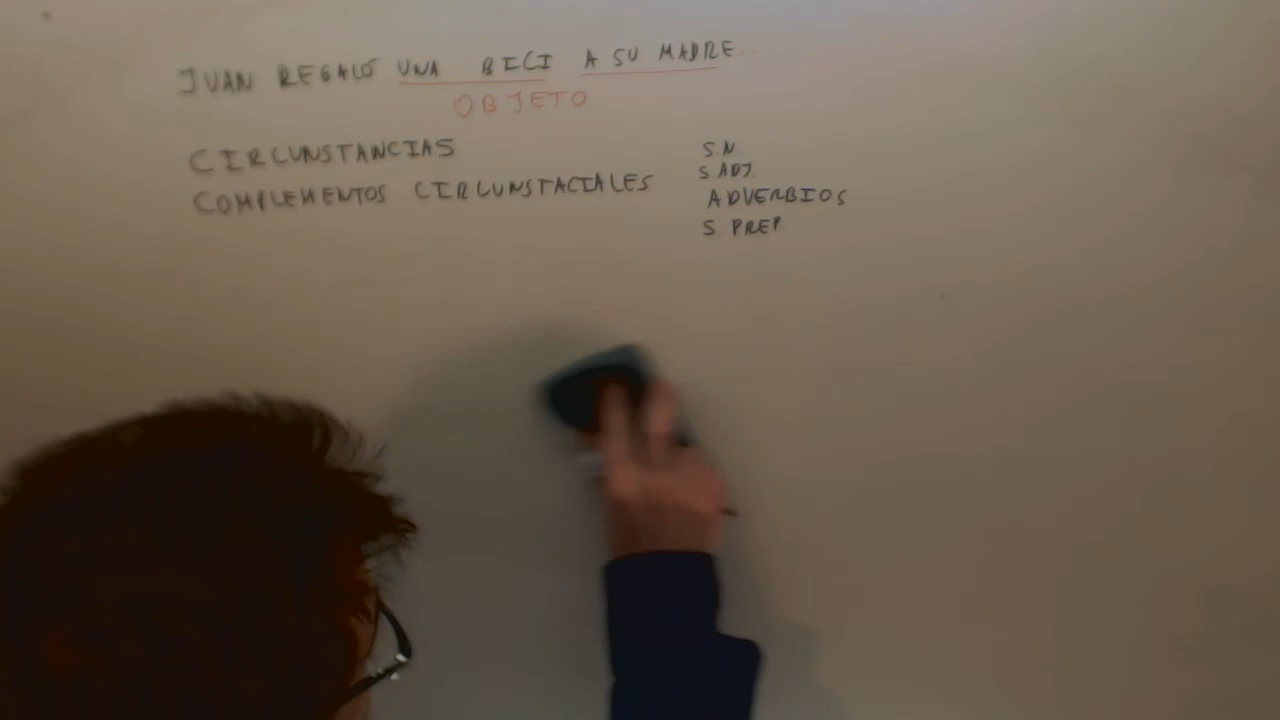 JUAN REGALÓ UNA BICI A SU MADRE
OBJETO
CIRCUNSTANCIAS
COMPLEMENTOS CIRCUNSTACIALES
S.N.
S ADJ.
ADVERBIOS
S PREP